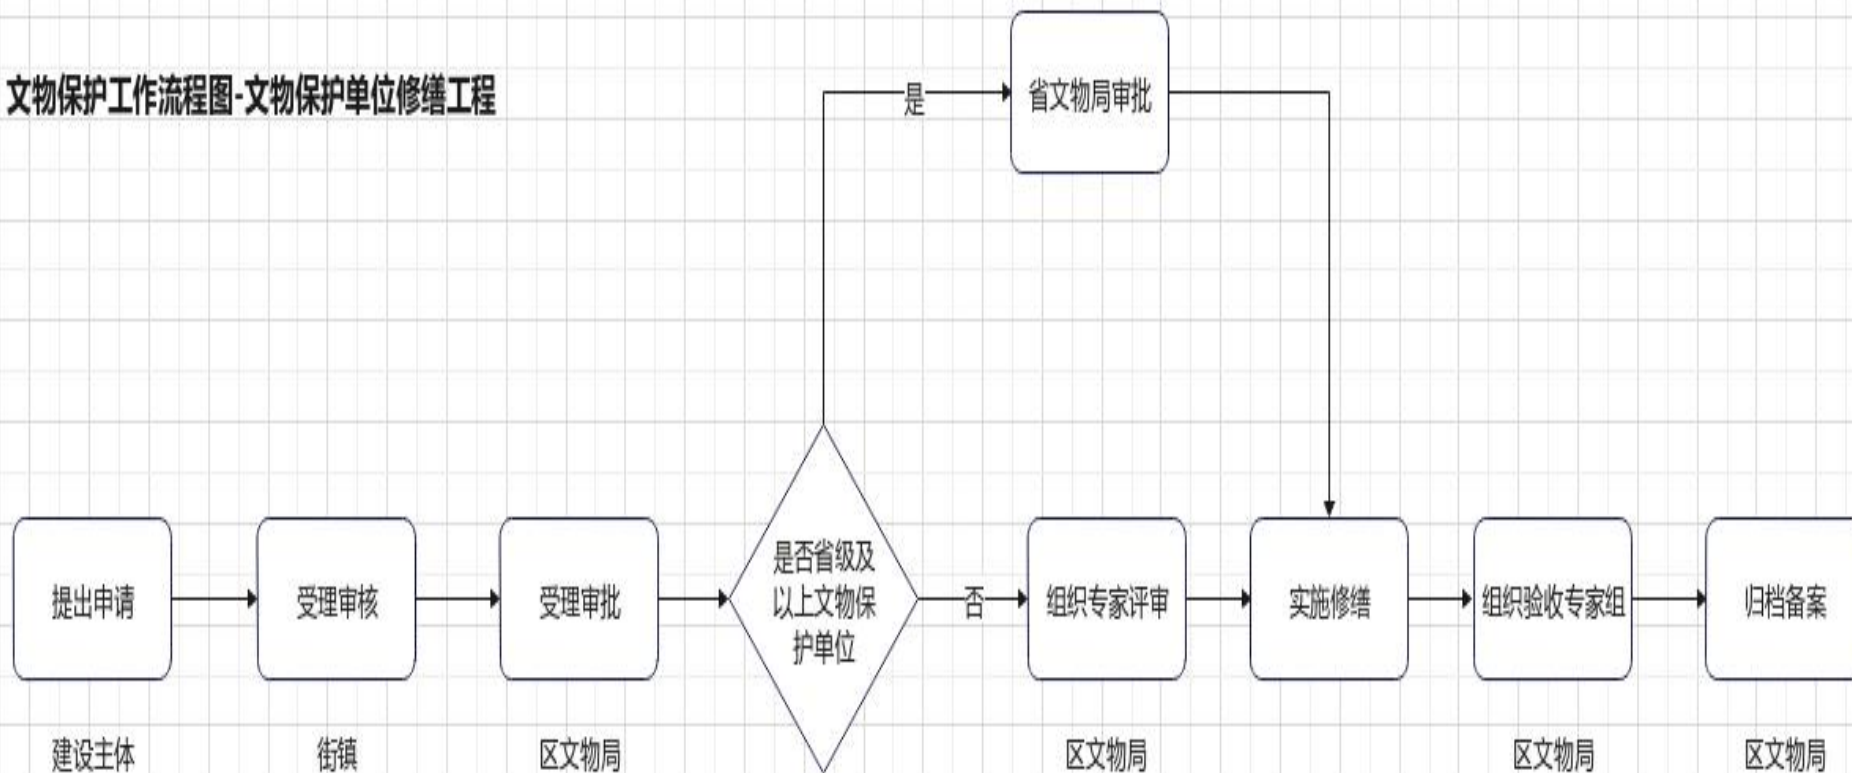 省文物局审批
文物保护工作流程图-文物保护单位修缮工程
是
提出申请
受理审核
受理审批
是否省级及
以上文物保
护单位
否
组织专家评审
实施修缮
组织验收专家组
归档备案
建设主体
街镇
区文物局
区文物局
区文物局
区文物局